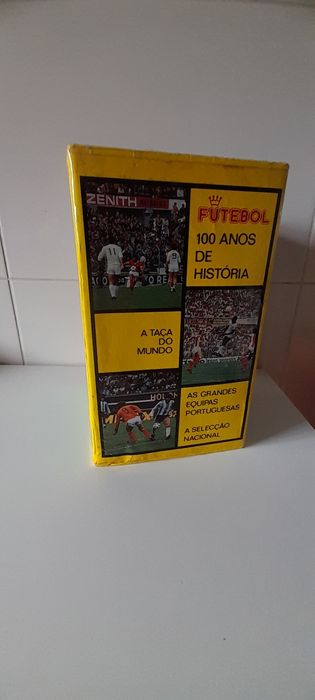 ZENITH
FUTEBOL
100 ANOS
DE
HISTÓRIA
A TAÇA
DO
MUNDO
AS GRANDES
EQUIPAS
PORTUGUESAS
A SELECÇÃO
NACIONAL